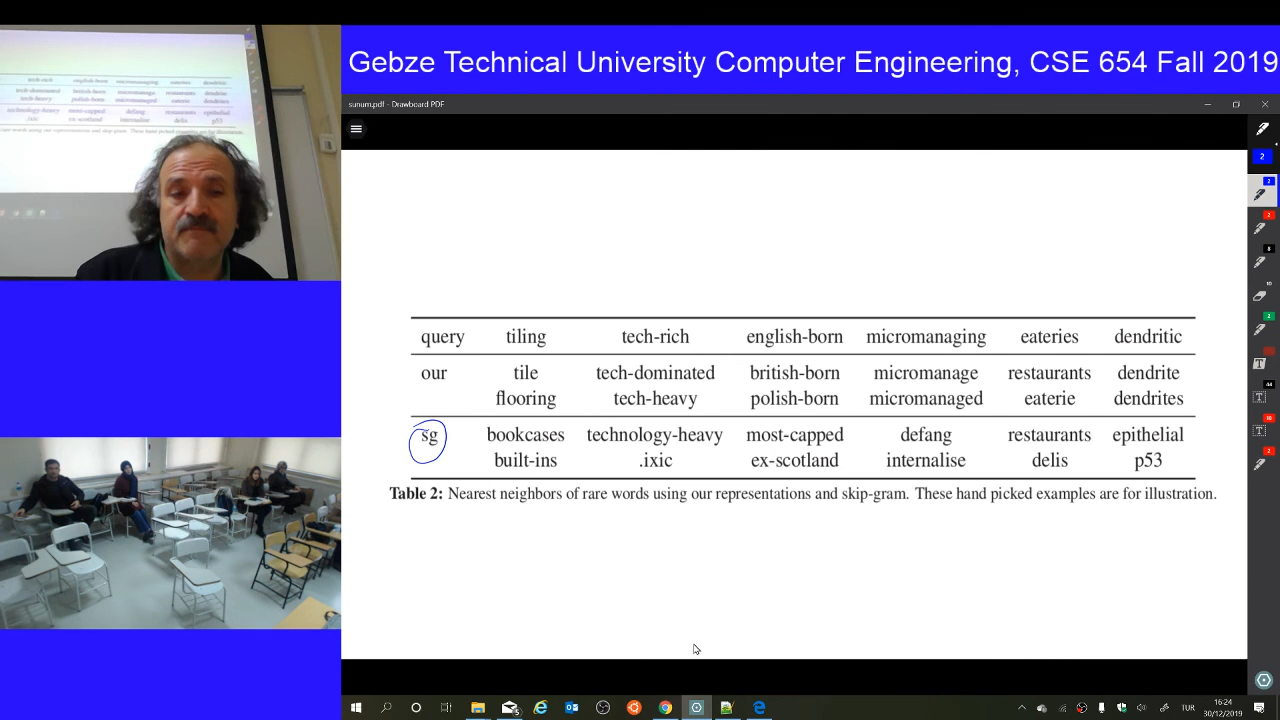 Gebze Technical University Computer Engineering, CSE 654 Fall 2019
sunum.pdf - Drawboard PDF
query tiling tech-rich english-born micromanaging eateries dendritic
our tile tech-dominated british-born micromanage restaurants dendrite
flooring tech-heavy polish-born micromanaged eaterie dendrites
sg bookcases technology-heavy most-capped defang restaurants epithelial
built-ins .ixic ex-scotland internalise delis p53
Table 2: Nearest neighbors of rare words using our representations and skip-gram. These hand picked examples are for illustration.
16:24
30/12/2019